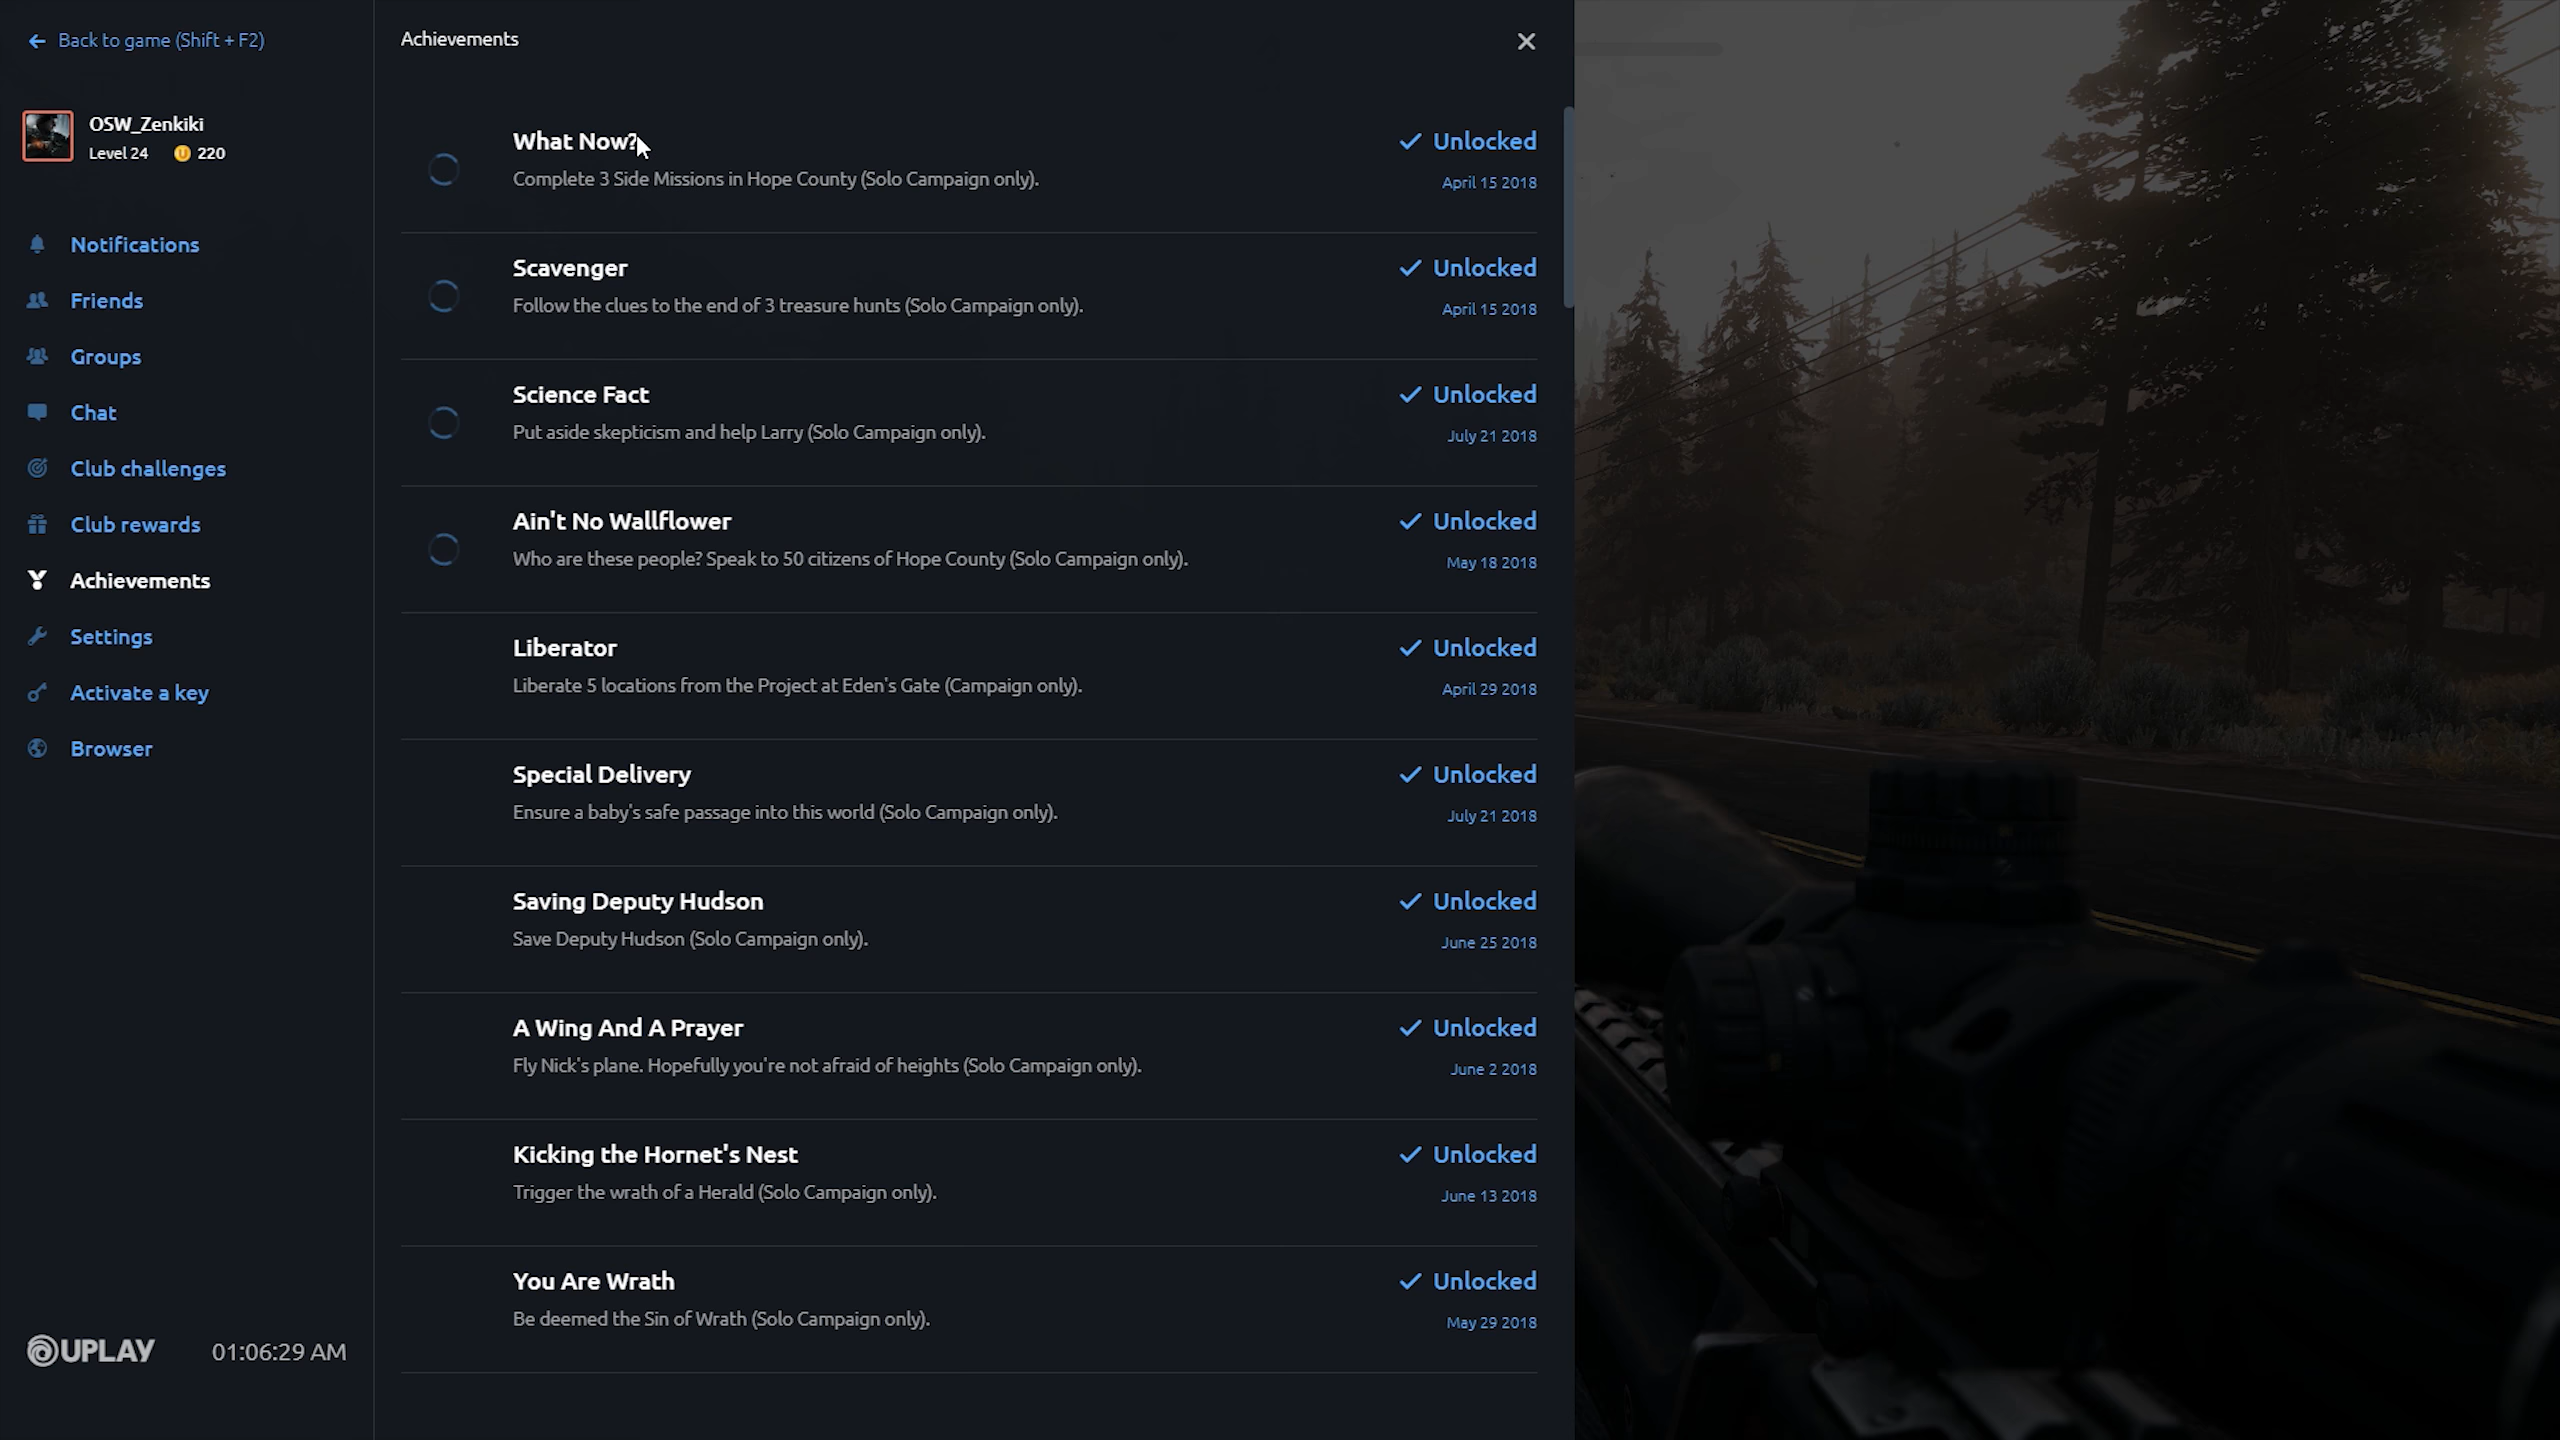 Back to game (Shift + F2)
OSW_Zenkiki
Level 24 220
Notifications
Friends
Groups
Chat
Club challenges
Club rewards
Achievements
Settings
Activate a key
Browser
UPLAY 01:06:29 AM
Achievements
What Now? Unlocked
Complete 3 Side Missions in Hope County (Solo Campaign only). April 15 2018
Scavenger Unlocked
Follow the clues to the end of 3 treasure hunts (Solo Campaign only). April 15 2018
Science Fact Unlocked
Put aside skepticism and help Larry (Solo Campaign only). July 21 2018
Ain't No Wallflower Unlocked
Who are these people? Speak to 50 citizens of Hope County (Solo Campaign only). May 18 2018
Liberator Unlocked
Liberate 5 locations from the Project at Eden's Gate (Campaign only). April 29 2018
Special Delivery Unlocked
Ensure a baby's safe passage into this world (Solo Campaign only). July 21 2018
Saving Deputy Hudson Unlocked
Save Deputy Hudson (Solo Campaign only). June 25 2018
A Wing And A Prayer Unlocked
Fly Nick's plane. Hopefully you're not afraid of heights (Solo Campaign only). June 2 2018
Kicking the Hornet's Nest Unlocked
Trigger the wrath of a Herald (Solo Campaign only). June 13 2018
You Are Wrath Unlocked
Be deemed the Sin of Wrath (Solo Campaign only). May 29 2018